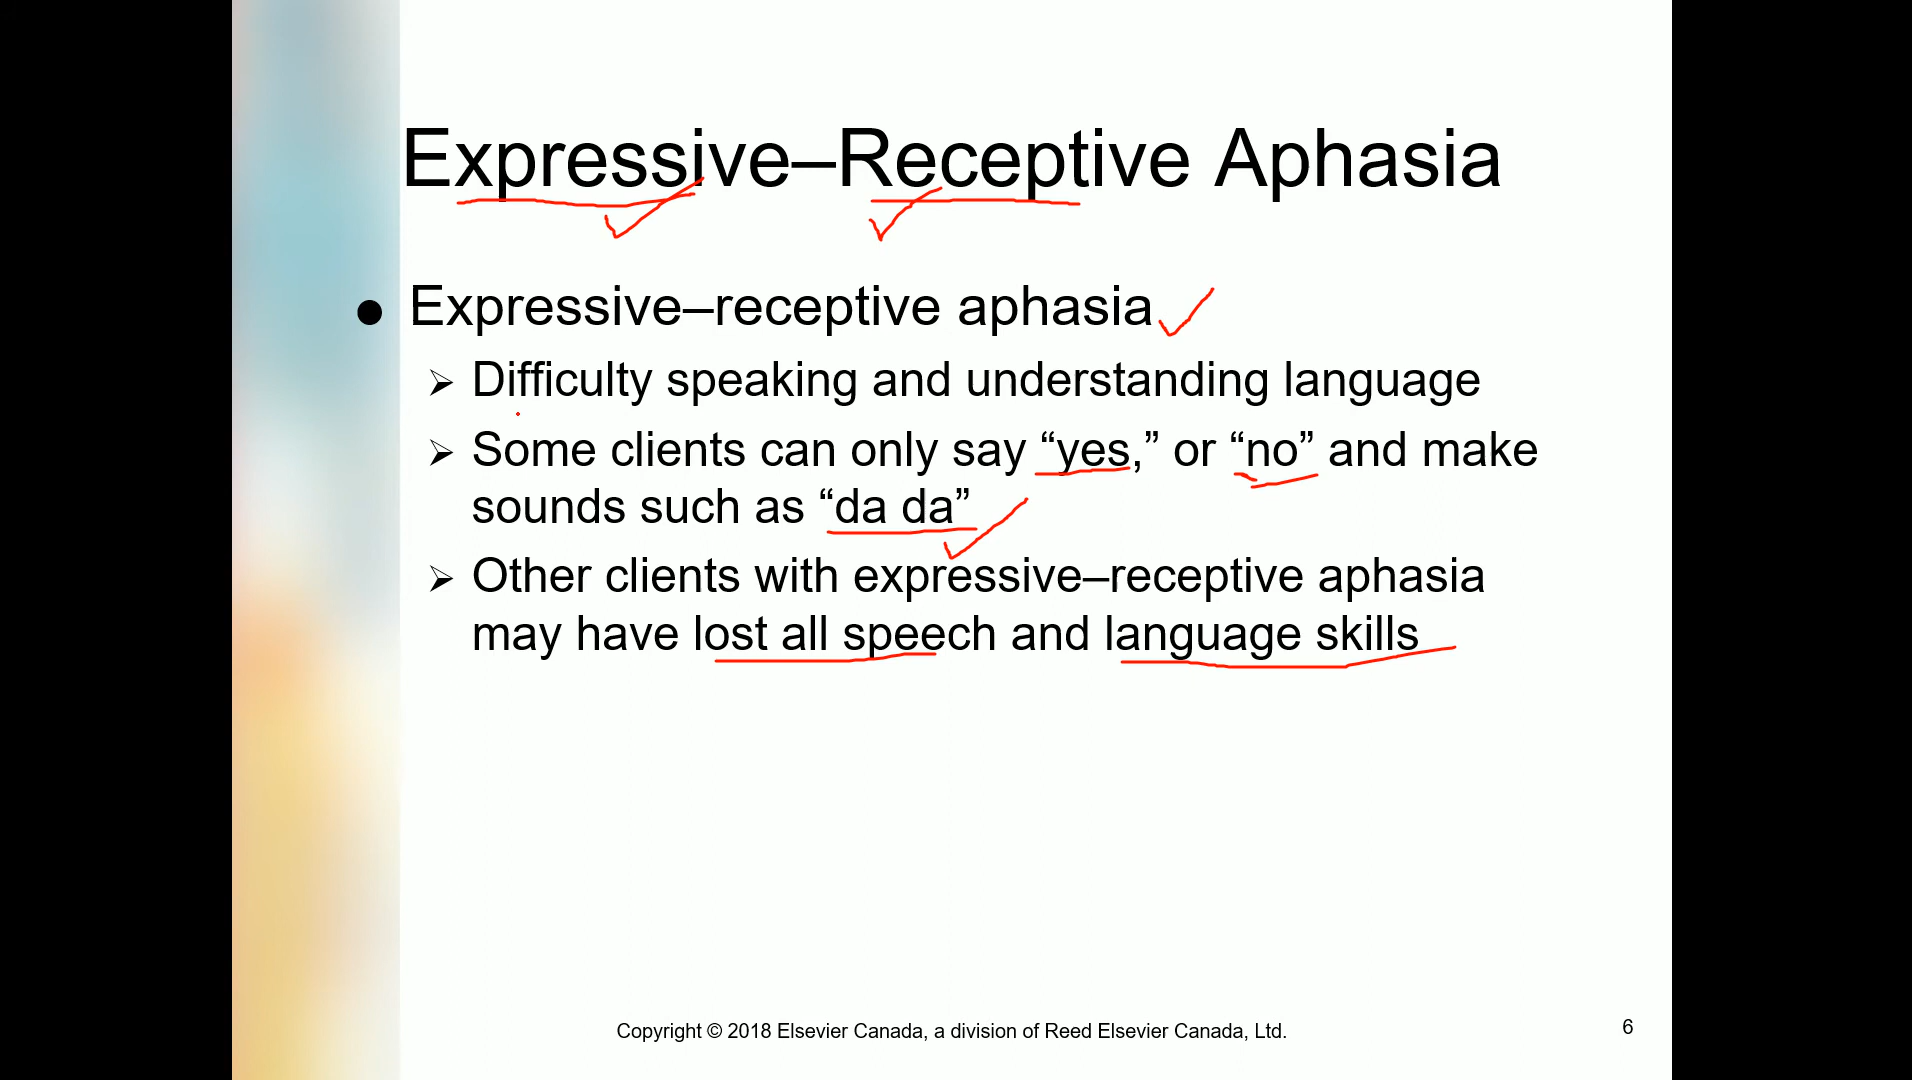 Expressive–Receptive Aphasia
● Expressive–receptive aphasia
➢ Difficulty speaking and understanding language
➢ Some clients can only say “yes,” or “no” and make
sounds such as “da da”
➢ Other clients with expressive–receptive aphasia
may have lost all speech and language skills
Copyright © 2018 Elsevier Canada, a division of Reed Elsevier Canada, Ltd.
6